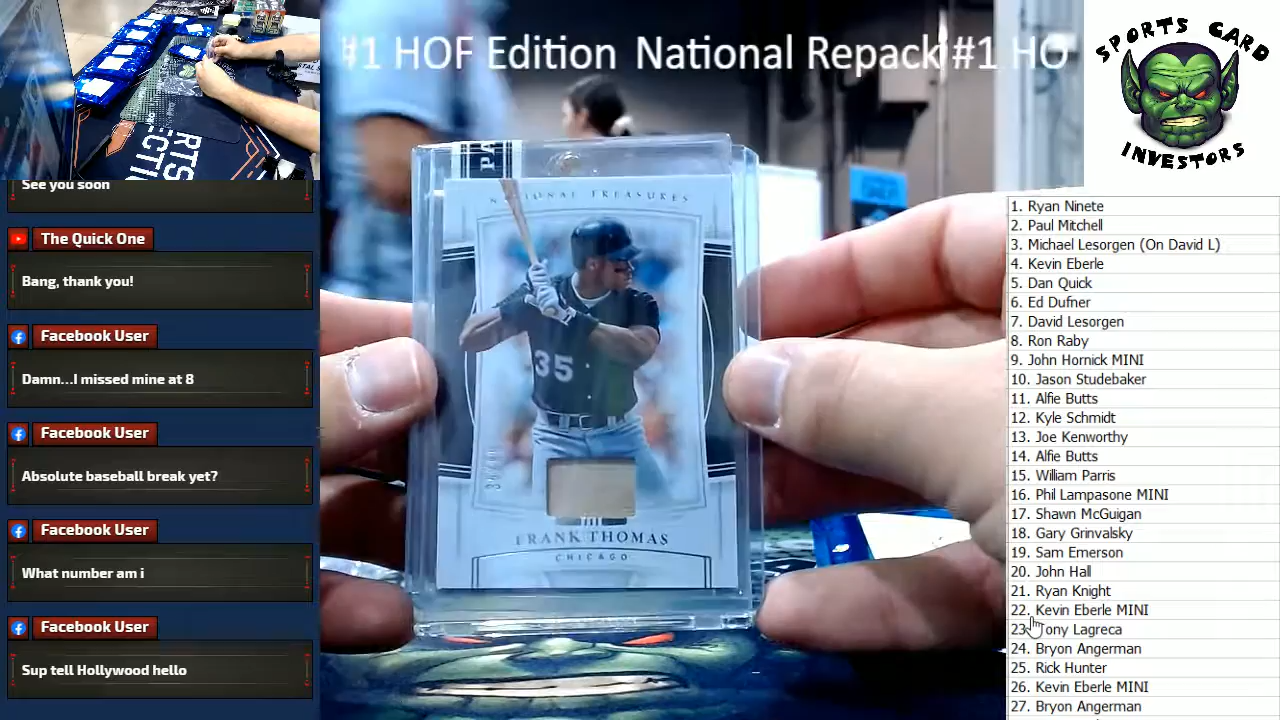 #1 HOF Edition National Repack #1 HO
SPORTS CARD
INVESTORS
See you soon
The Quick One
Bang, thank you!
Facebook User
Damn...I missed mine at 8
Facebook User
Absolute baseball break yet?
Facebook User
What number am i
Facebook User
Sup tell Hollywood hello
PA
NATIONAL TREASURES
35
FRANK THOMAS
CHICAGO
1. Ryan Ninete
2. Paul Mitchell
3. Michael Lesorgen (On David L)
4. Kevin Eberle
5. Dan Quick
6. Ed Dufner
7. David Lesorgen
8. Ron Raby
9. John Hornick MINI
10. Jason Studebaker
11. Alfie Butts
12. Kyle Schmidt
13. Joe Kenworthy
14. Alfie Butts
15. William Parris
16. Phil Lampasone MINI
17. Shawn McGuigan
18. Gary Grinvalsky
19. Sam Emerson
20. John Hall
21. Ryan Knight
22. Kevin Eberle MINI
23. Tony Lagreca
24. Bryon Angerman
25. Rick Hunter
26. Kevin Eberle MINI
27. Bryon Angerman